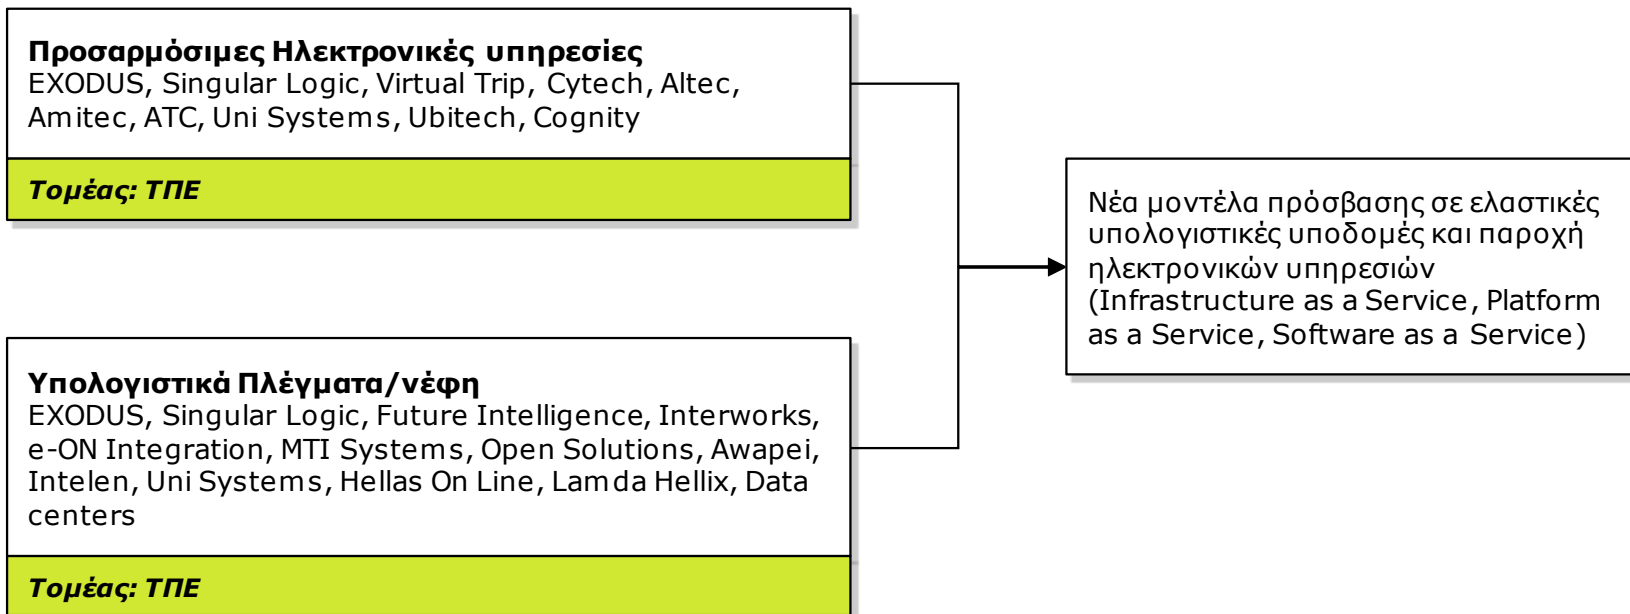 Προσαρμόσιμες Ηλεκτρονικές υπηρεσίες
EXODUS, Singular Logic, Virtual Trip, Cytech, Altec,
Amitec, ATC, Uni Systems, Ubitech, Cognity
Τομέας: ΤΠΕ
Υπολογιστικά Πλέγματα/νέφη
EXODUS, Singular Logic, Future Intelligence, Interworks,
e-ON Integration, MTI Systems, Open Solutions, Awapei,
Intelen, Uni Systems, Hellas On Line, Lamda Hellix, Data
centers
Τομέας: ΤΠΕ
Νέα μοντέλα πρόσβασης σε ελαστικές
υπολογιστικές υποδομές και παροχή
ηλεκτρονικών υπηρεσιών
(Infrastructure as a Service, Platform
as a Service, Software as a Service)